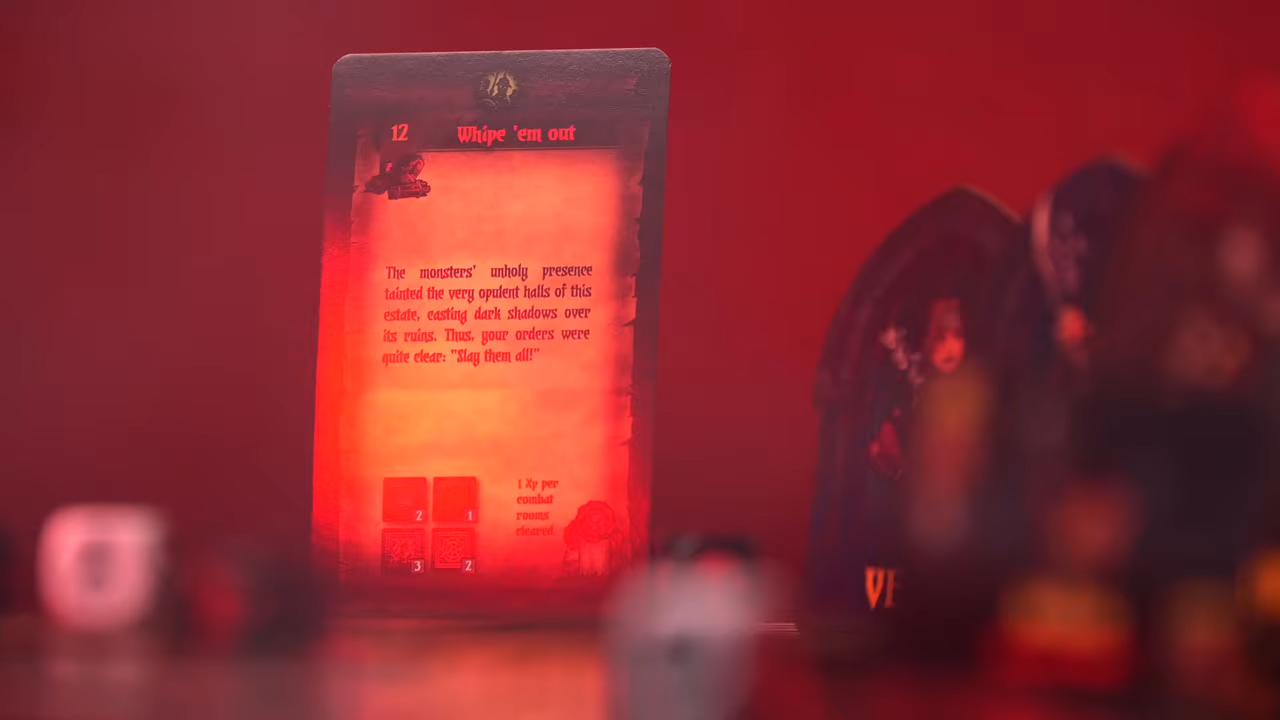 12 Whipe 'em out
The monsters' unholy presence
tainted the very opulent halls of this
estate, casting dark shadows over
its ruins. Thus, your orders were
quite clear: "Slay them all!"
2 1
1 Xp per
combat
rooms
cleared
3 2